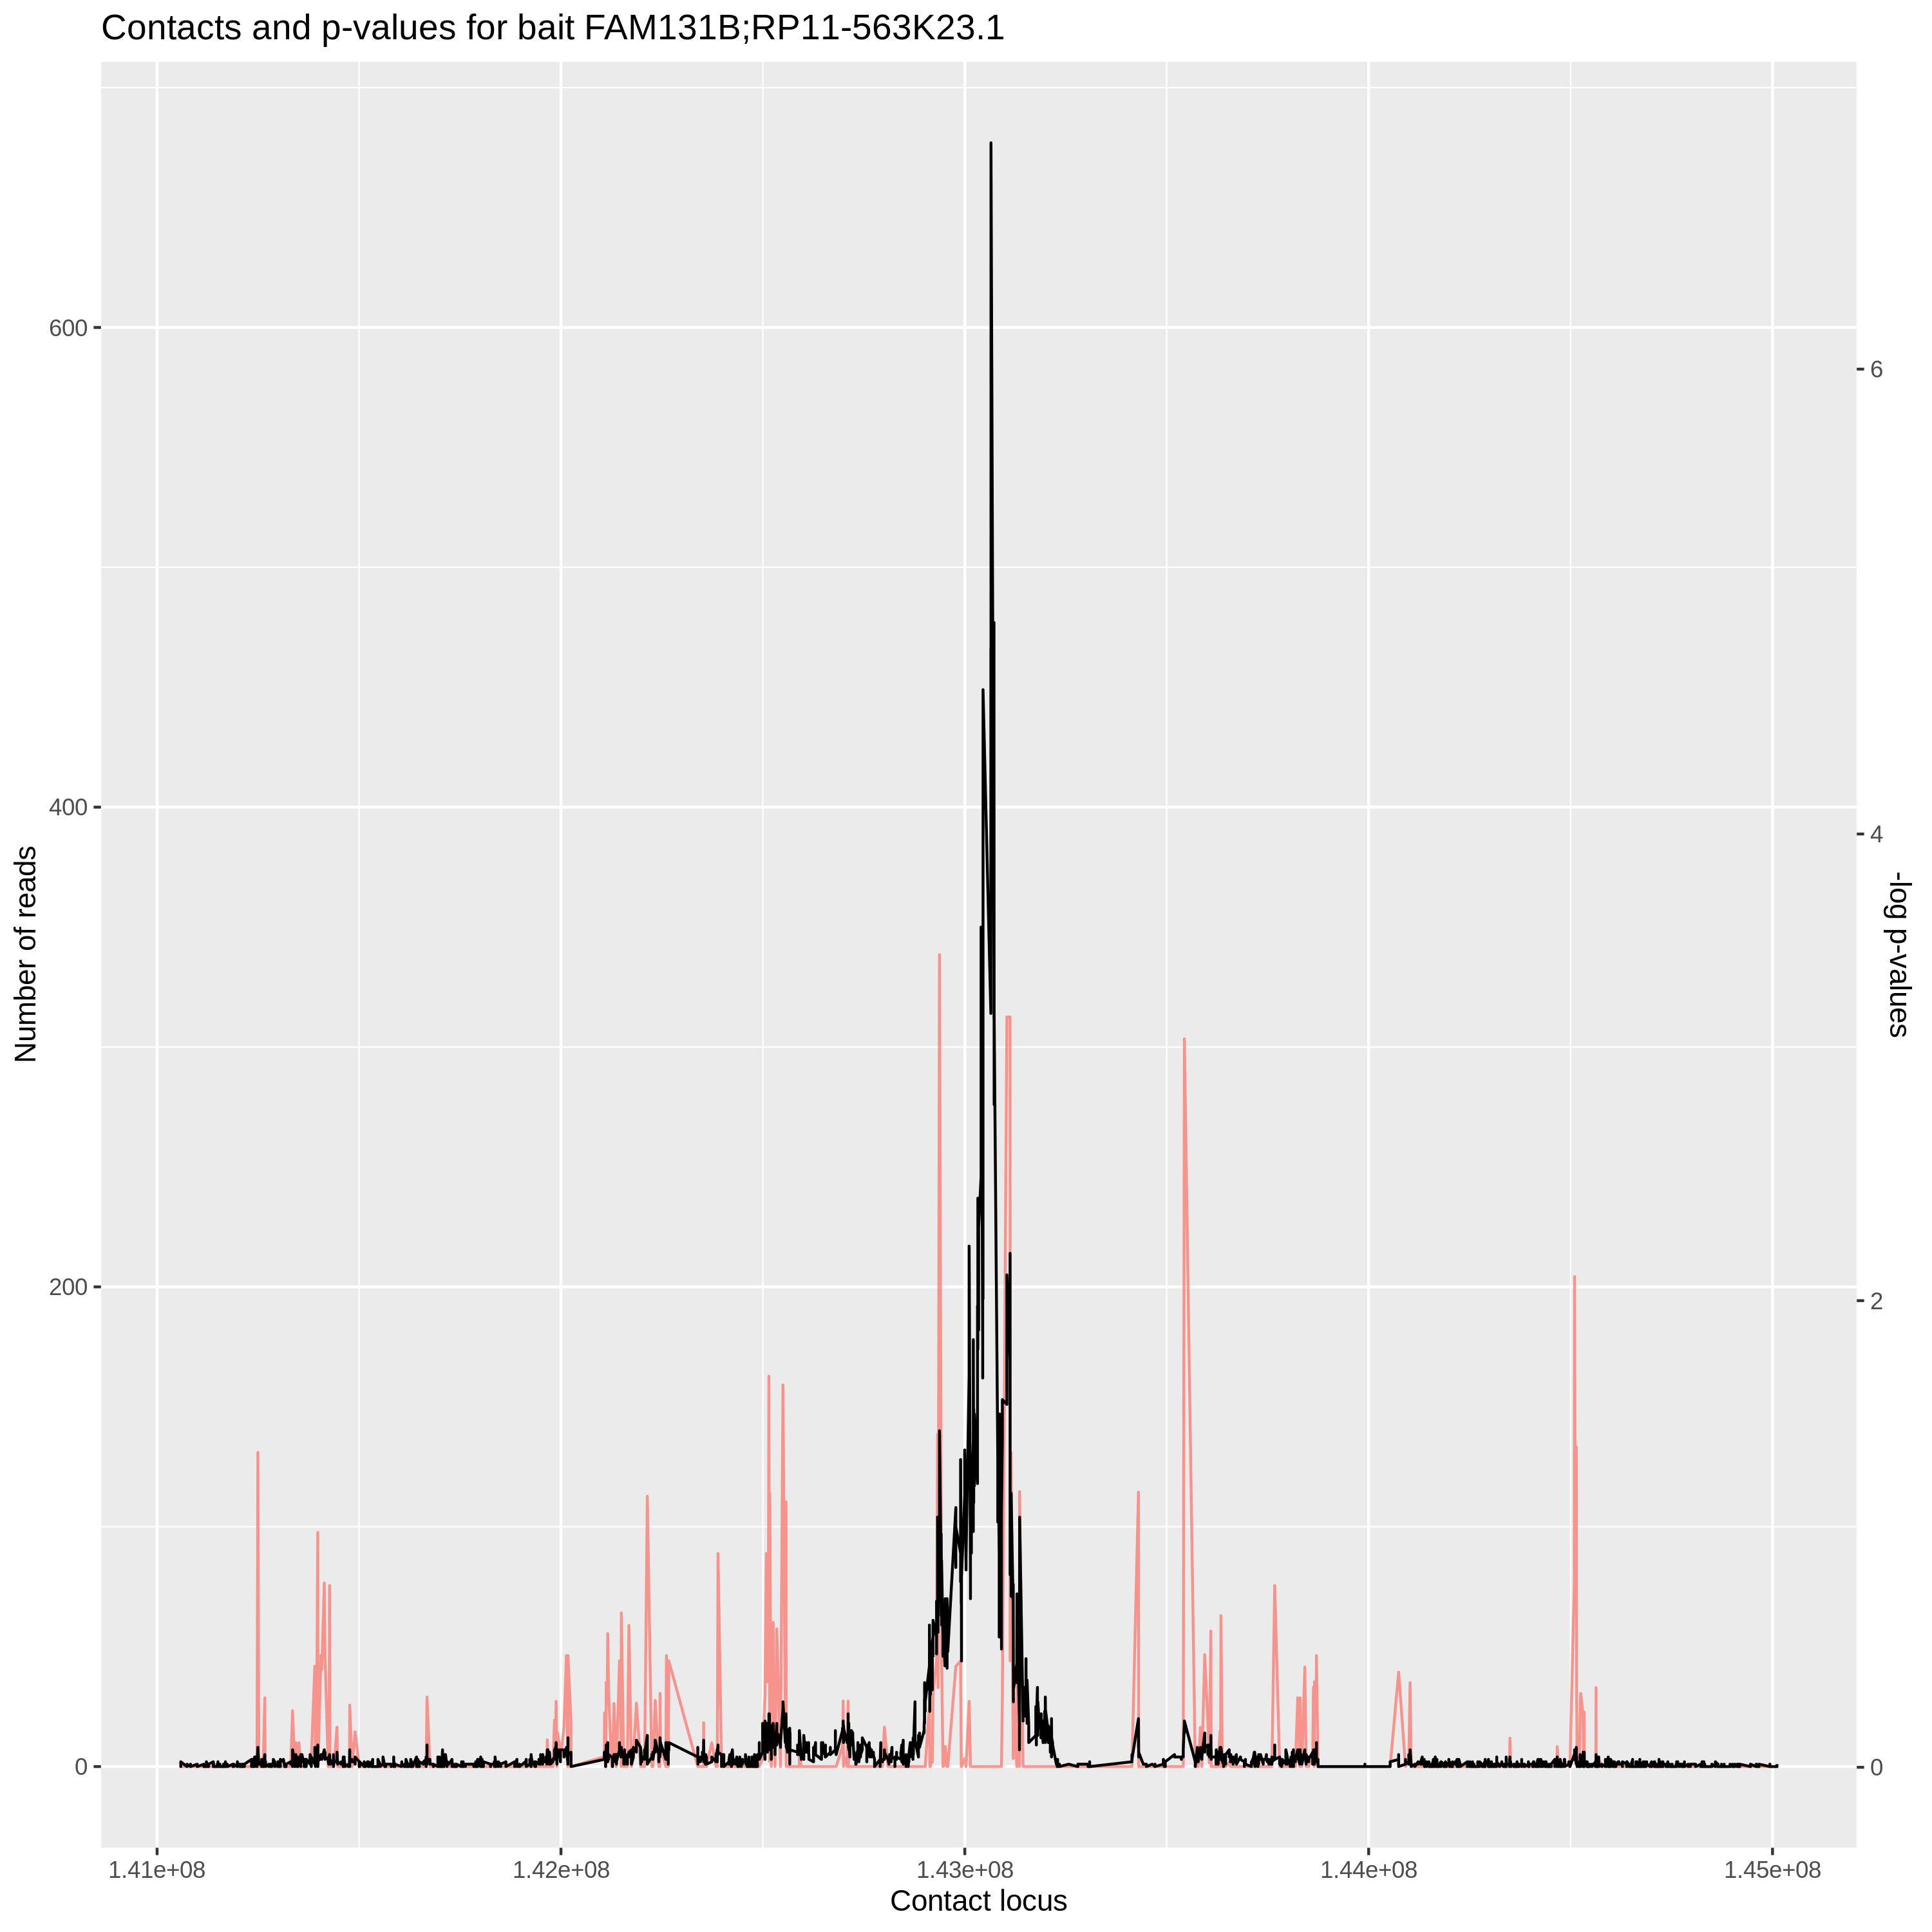 Contacts and p-values for bait FAM131B;RP11-563K23.1
600
400
200
0
6
4
2
0
Number of reads
-log p-values
1.41e+08
1.42e+08
1.43e+08
1.44e+08
1.45e+08
Contact locus